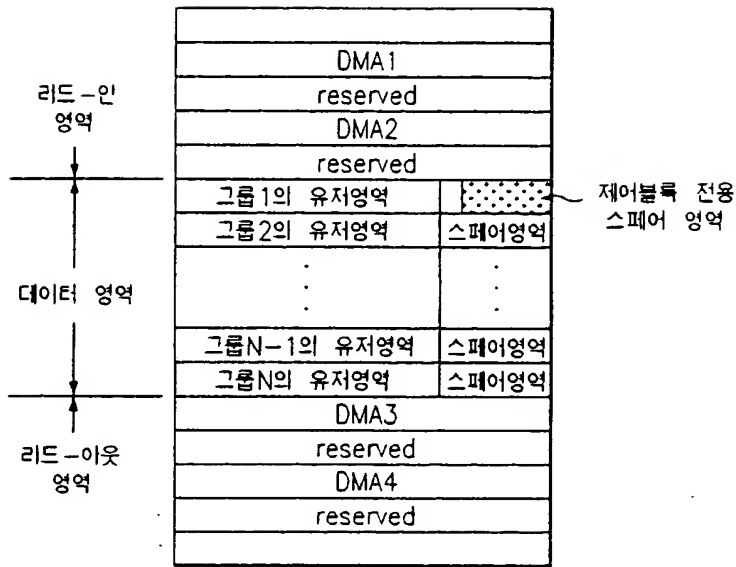 DMA1
리드-인
영역
reserved
DMA2
reserved
그룹1의 유저영역
제어블록 전용
스페어 영역
그룹2의 유저영역 스페어영역
데이터 영역
그룹N-1의 유저영역 스페어영역
그룹N의 유저영역 스페어영역
DMA3
리드-아웃
영역
reserved
DMA4
reserved